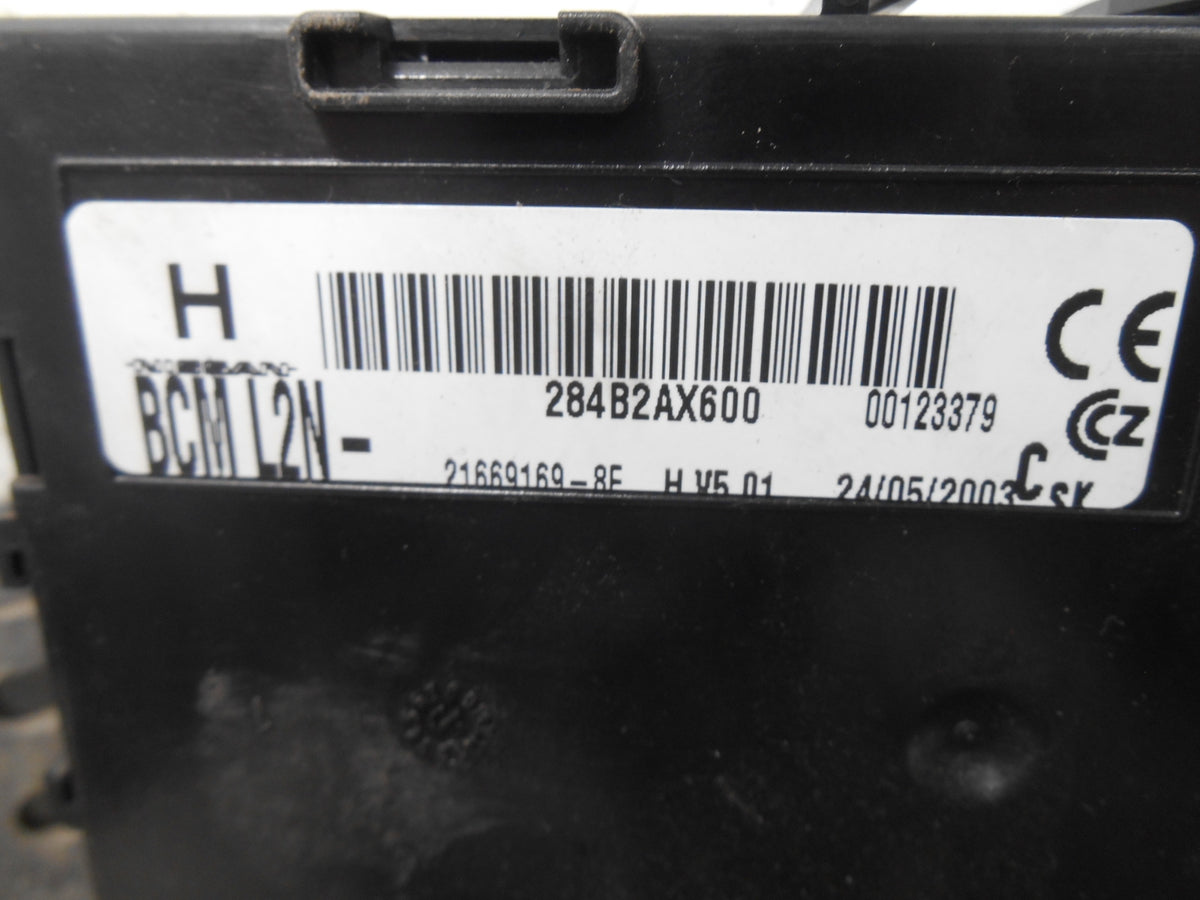 H
NISSAN
BCM L2N-
284B2AX600 00123379
21669169-8E H V5.01 24/05/2003
CE
CZ
C SK